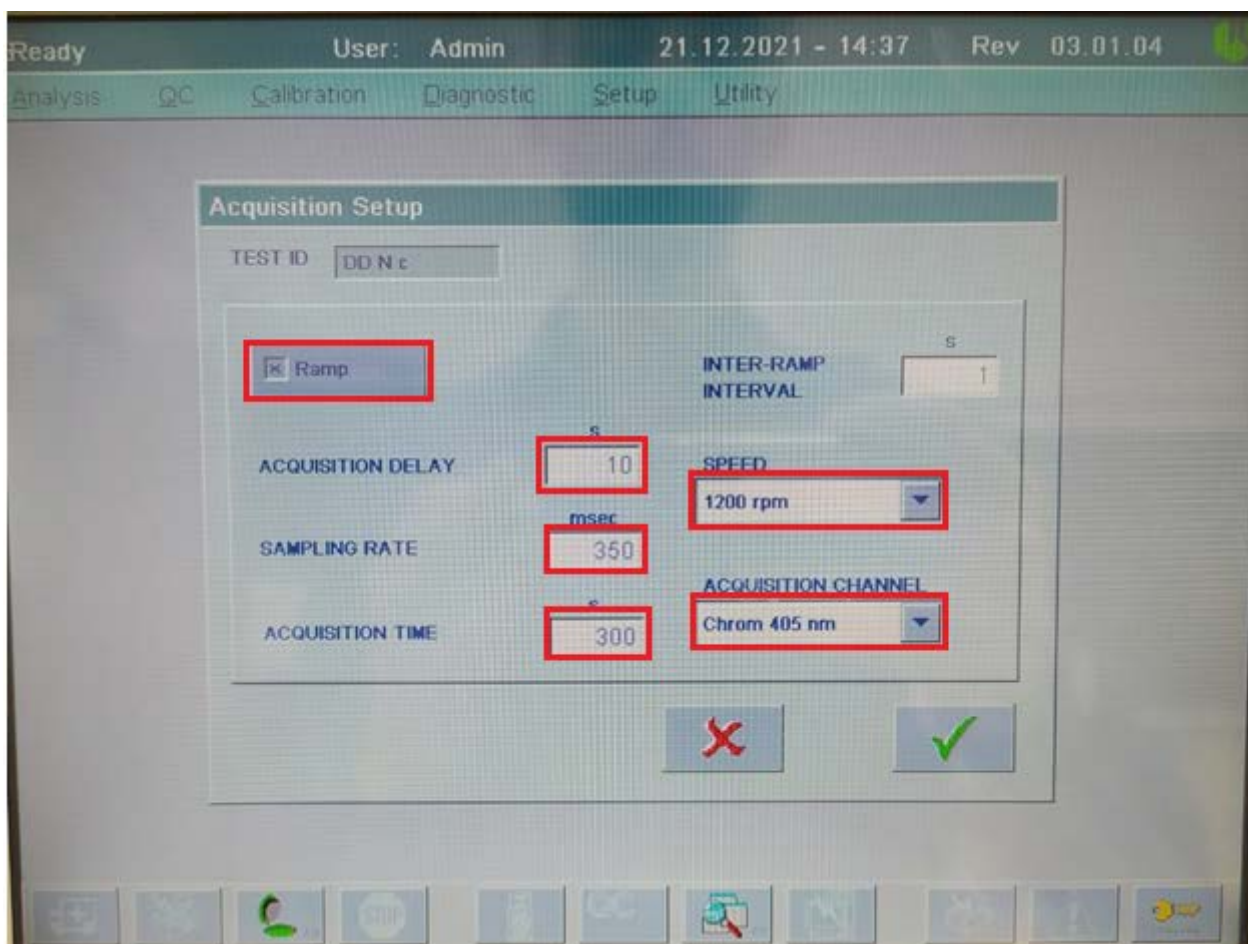 Ready User: Admin 21.12.2021 - 14:37 Rev 03.01.04
Analysis QC Calibration Diagnostic Setup Utility
Acquisition Setup
TEST ID DD N c
Ramp
INTER-RAMP INTERVAL
s
1
ACQUISITION DELAY
s
10
SPEED
1200 rpm
SAMPLING RATE
msec
350
ACQUISITION CHANNEL
Chrom 405 nm
ACQUISITION TIME
s
300
STOP
QC